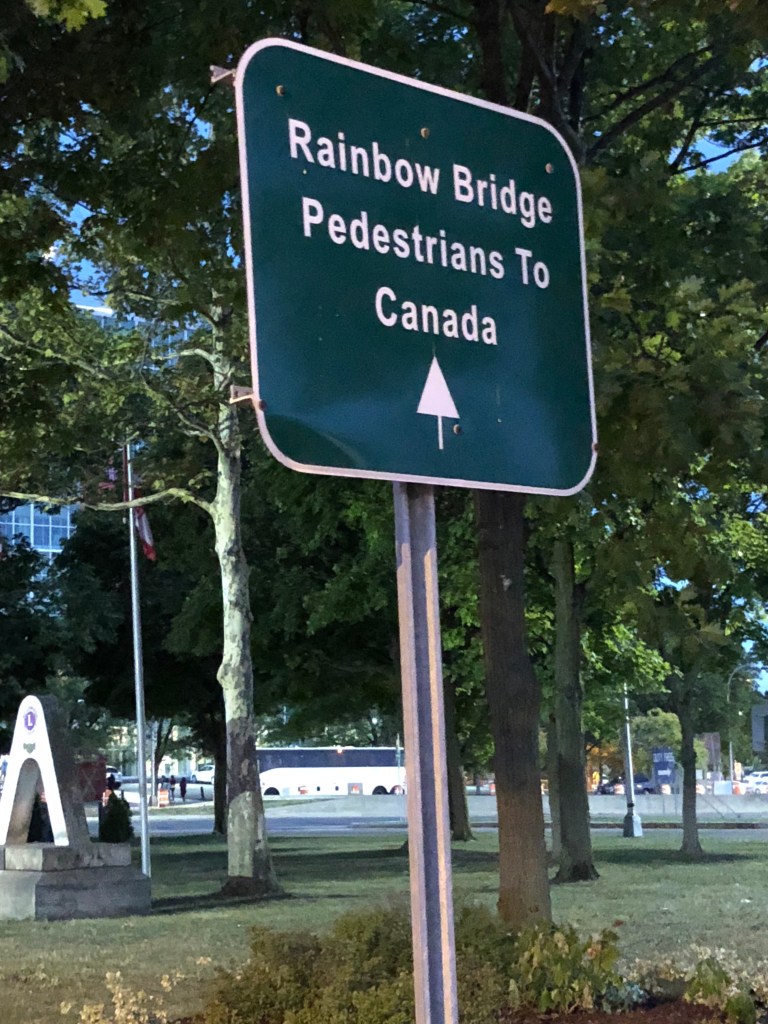 Rainbow Bridge
Pedestrians To
Canada